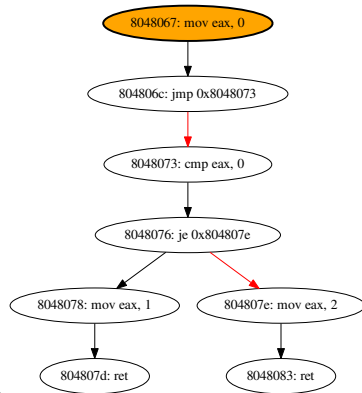 8048067: mov eax, 0
804806c: jmp 0x8048073
8048073: cmp eax, 0
8048076: je 0x804807e
8048078: mov eax, 1
804807e: mov eax, 2
804807d: ret
8048083: ret